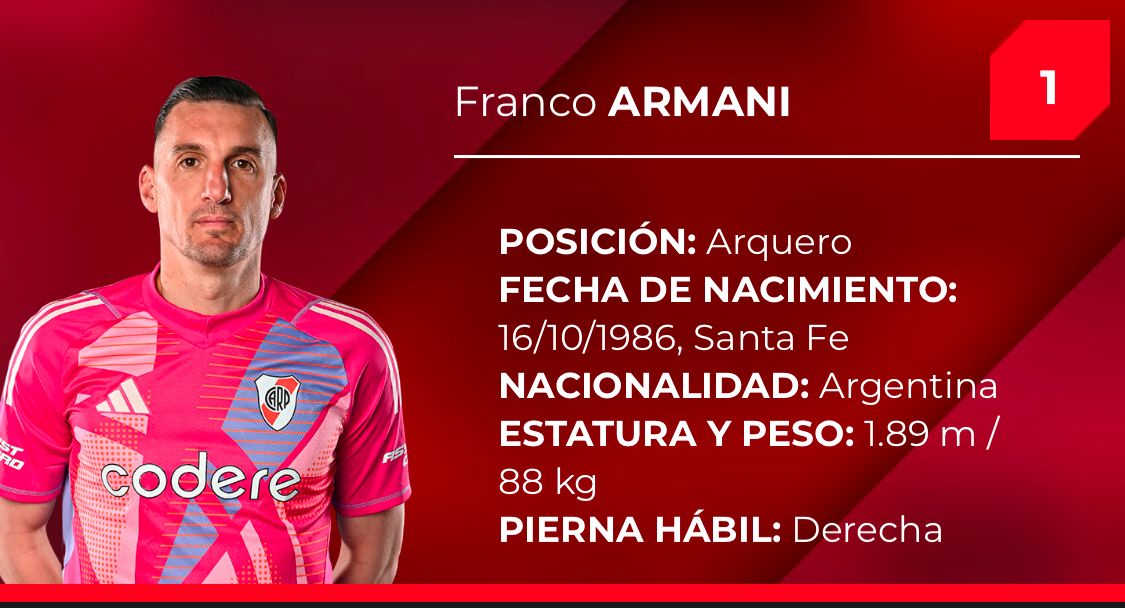 1
Franco ARMANI
POSICIÓN: Arquero
FECHA DE NACIMIENTO:
16/10/1986, Santa Fe
NACIONALIDAD: Argentina
ESTATURA Y PESO: 1.89 m /
88 kg
PIERNA HÁBIL: Derecha
CARP
codere